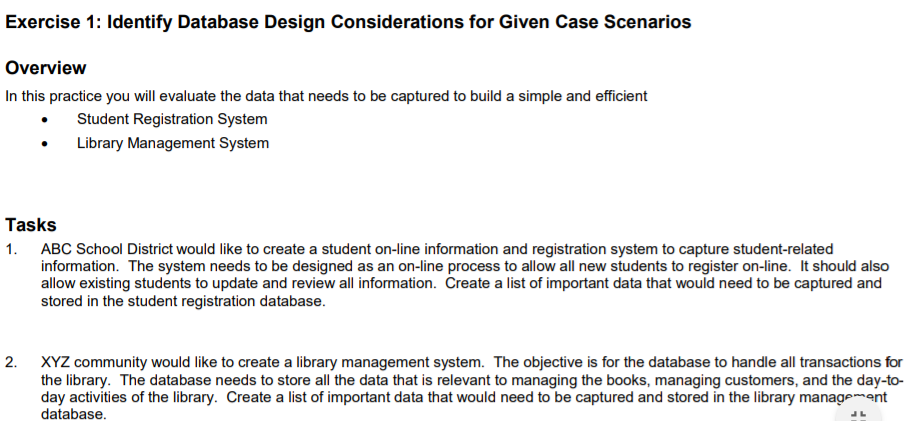 Exercise 1: Identify Database Design Considerations for Given Case Scenarios
Overview
In this practice you will evaluate the data that needs to be captured to build a simple and efficient
• Student Registration System
• Library Management System
Tasks
1. ABC School District would like to create a student on-line information and registration system to capture student-related
information. The system needs to be designed as an on-line process to allow all new students to register on-line. It should also
allow existing students to update and review all information. Create a list of important data that would need to be captured and
stored in the student registration database.
2. XYZ community would like to create a library management system. The objective is for the database to handle all transactions for
the library. The database needs to store all the data that is relevant to managing the books, managing customers, and the day-to-
day activities of the library. Create a list of important data that would need to be captured and stored in the library management
database.